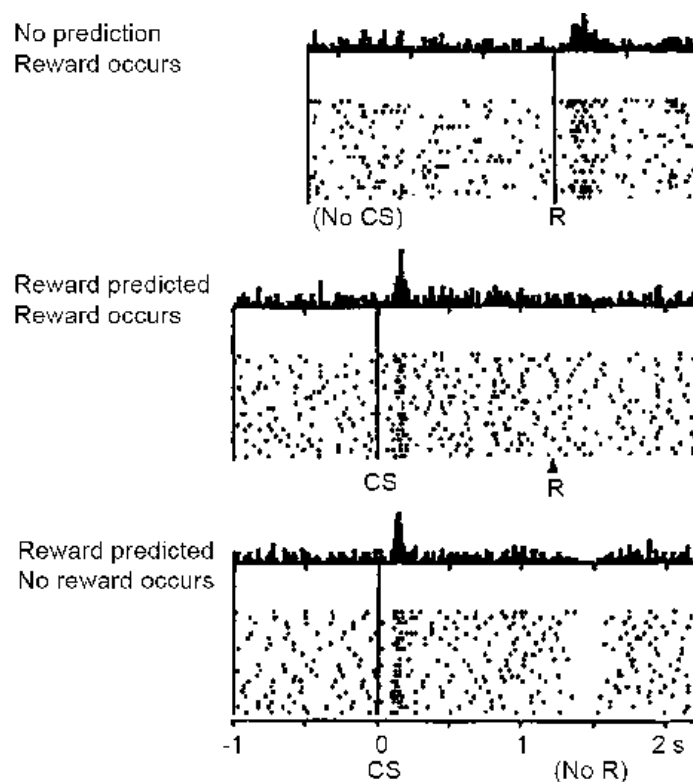 No prediction
Reward occurs
(No CS)
R
Reward predicted
Reward occurs
CS
R
Reward predicted
No reward occurs
-1 0 1 2 s
CS (No R)